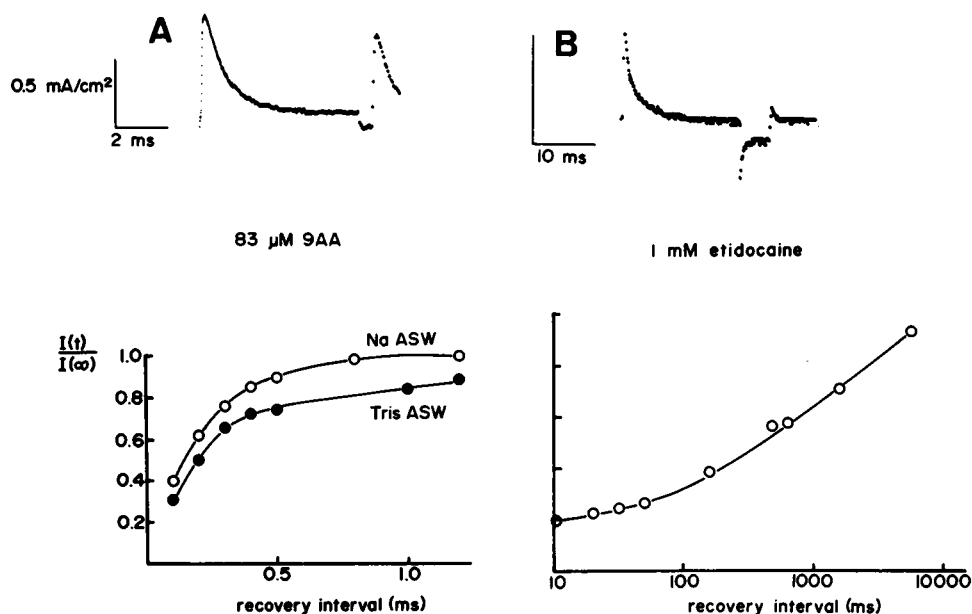 A
B
0.5 mA/cm²
2 ms
10 ms
83 μM 9AA
1 mM etidocaine
I(t)
I(∞)
1.0
0.8
0.6
0.4
0.2
Na ASW
Tris ASW
0.5
1.0
10
100
1000
10000
recovery interval (ms)
recovery interval (ms)